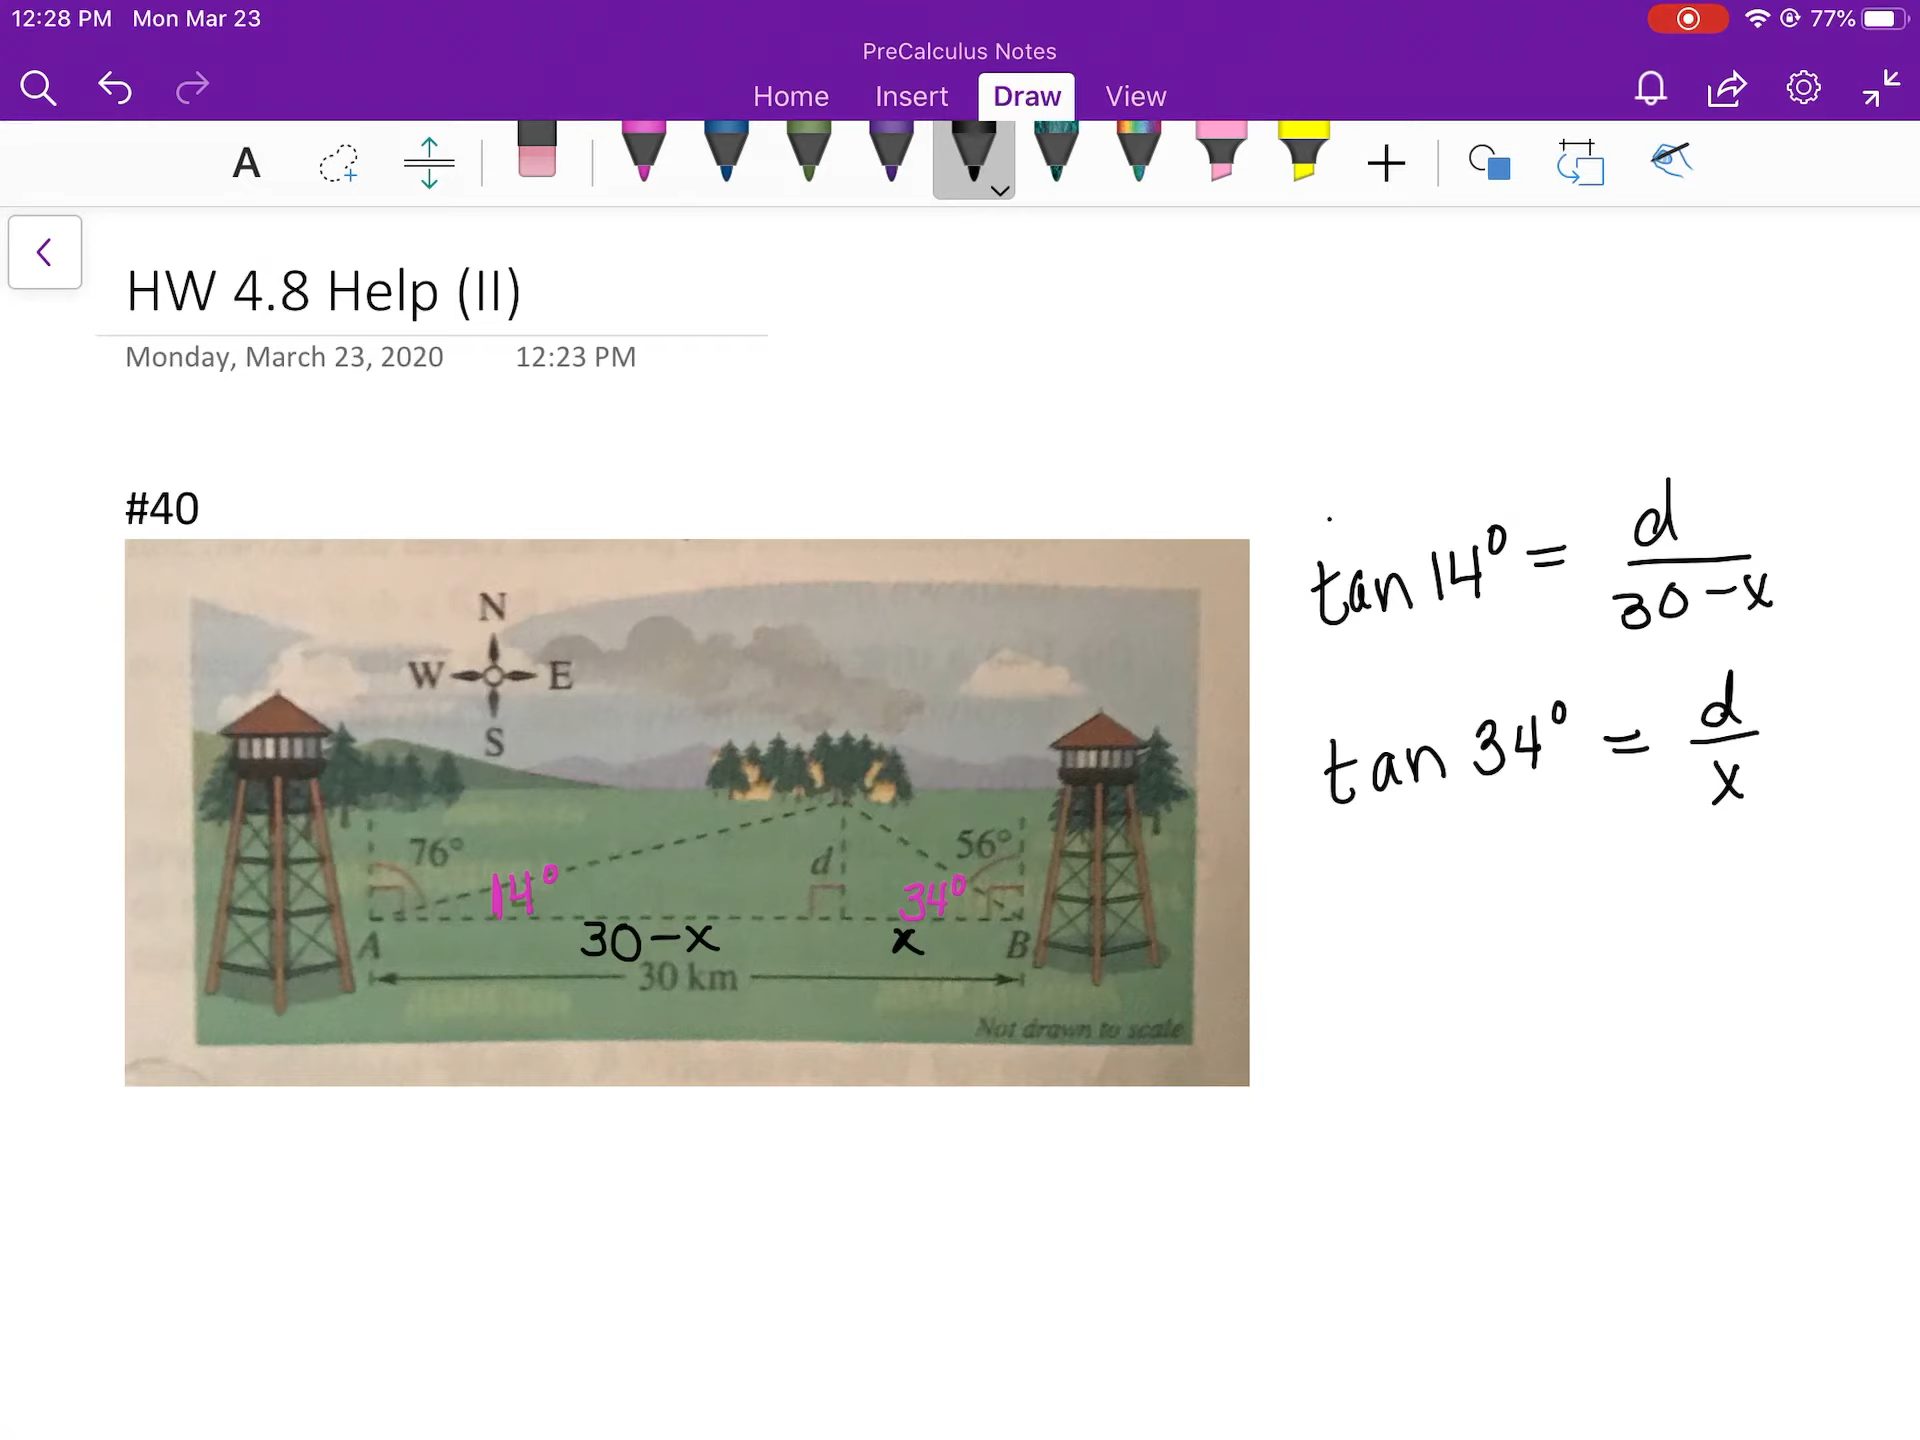 12:28 PM Mon Mar 23
77%
PreCalculus Notes
Home Insert Draw View
A
HW 4.8 Help (II)
Monday, March 23, 2020 12:23 PM
#40
N
W E
S
76°
56°
d
14°
34°
A
30-x
x
B
30 km
Not drawn to scale
tan 14° = d / 30-x
tan 34° = d / x